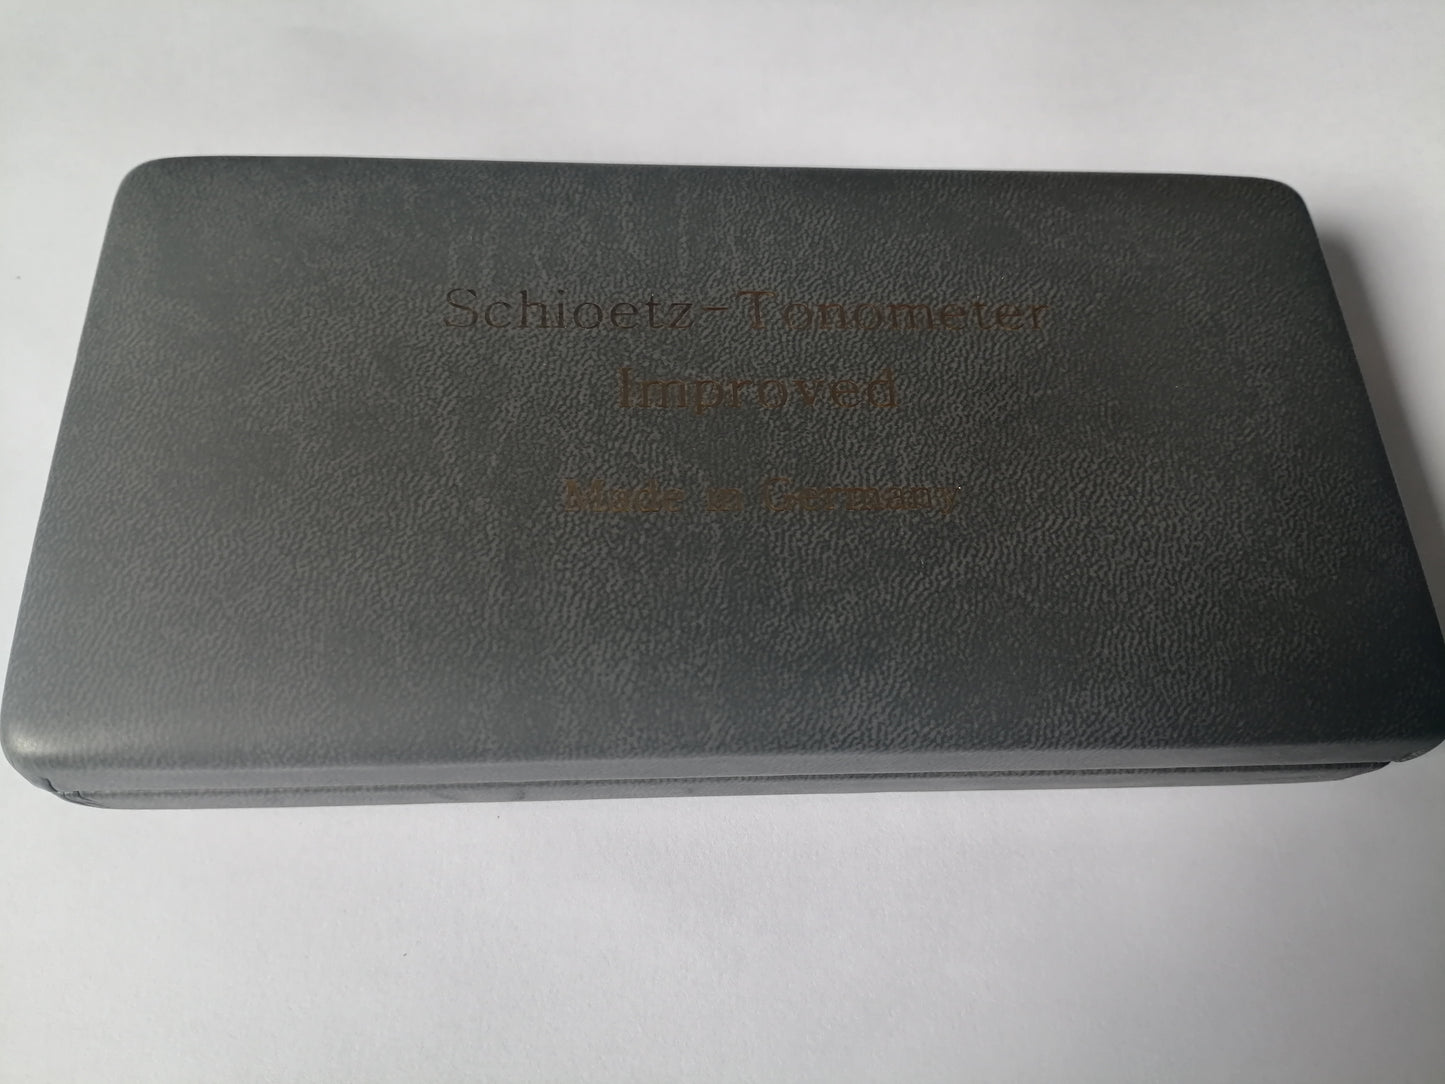 Schioetz-Tonometer
Improved
Made in Germany